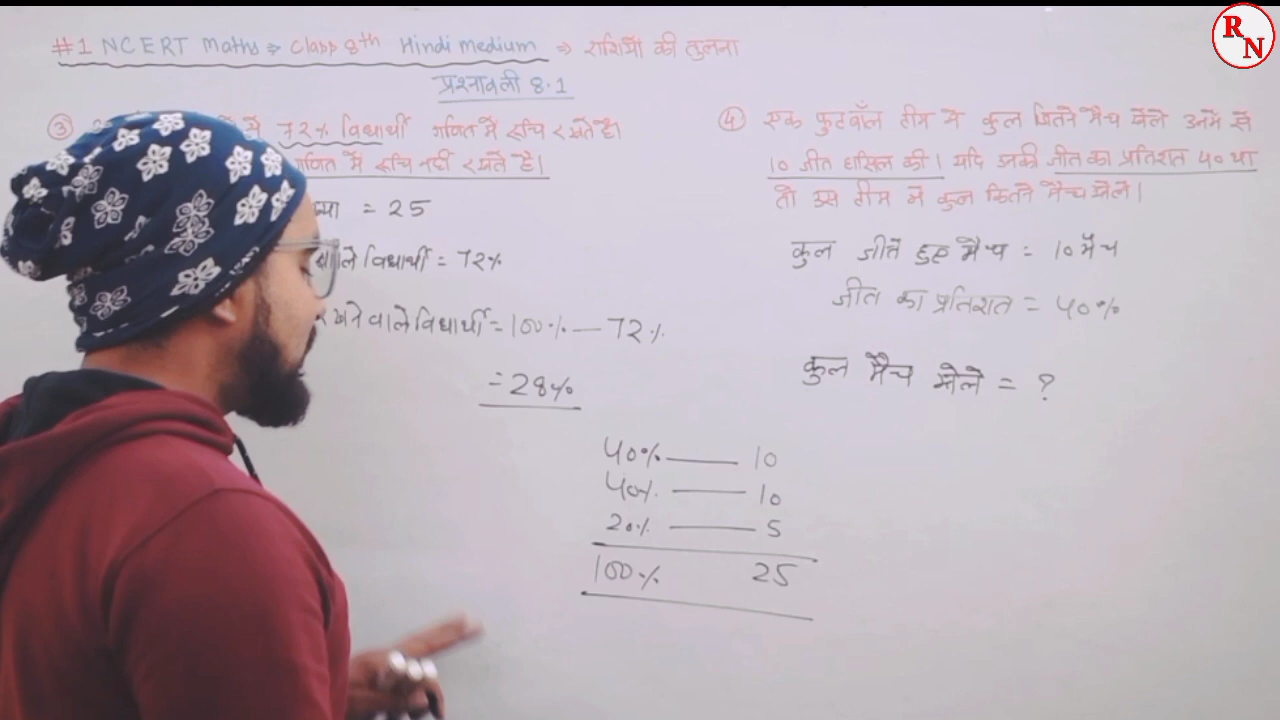 #1 NCERT Maths ⇒ Class 8th Hindi medium ⇒ राशियों की तुलना
प्रश्नावली 8.1
③ में 72% विद्यार्थी गणित में रूचि रखते है।
गणित में रूचि नहीं रखते है।
= 25
वाले विद्यार्थी = 72%
रखने वाले विद्यार्थी = 100% — 72%
= 28%
④ एक फुटबॉल टीम ने कुल जितने मैच खेले उनमें से
10 जीत हासिल की। यदि उनकी जीत का प्रतिशत 40 था
तो उस टीम ने कुल कितने मैच खेले।
कुल जीते हुए मैच = 10 मैच
जीत का प्रतिशत = 40%
कुल मैच खेले = ?
40% — 10
40% — 10
20% — 5
100% 25
RN